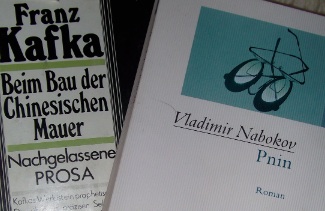 Franz
Kafka
Beim Bau der
Chinesischen
Mauer
Nachgelassene
PROSA
Vladimir Nabokov
Pnin
Roman